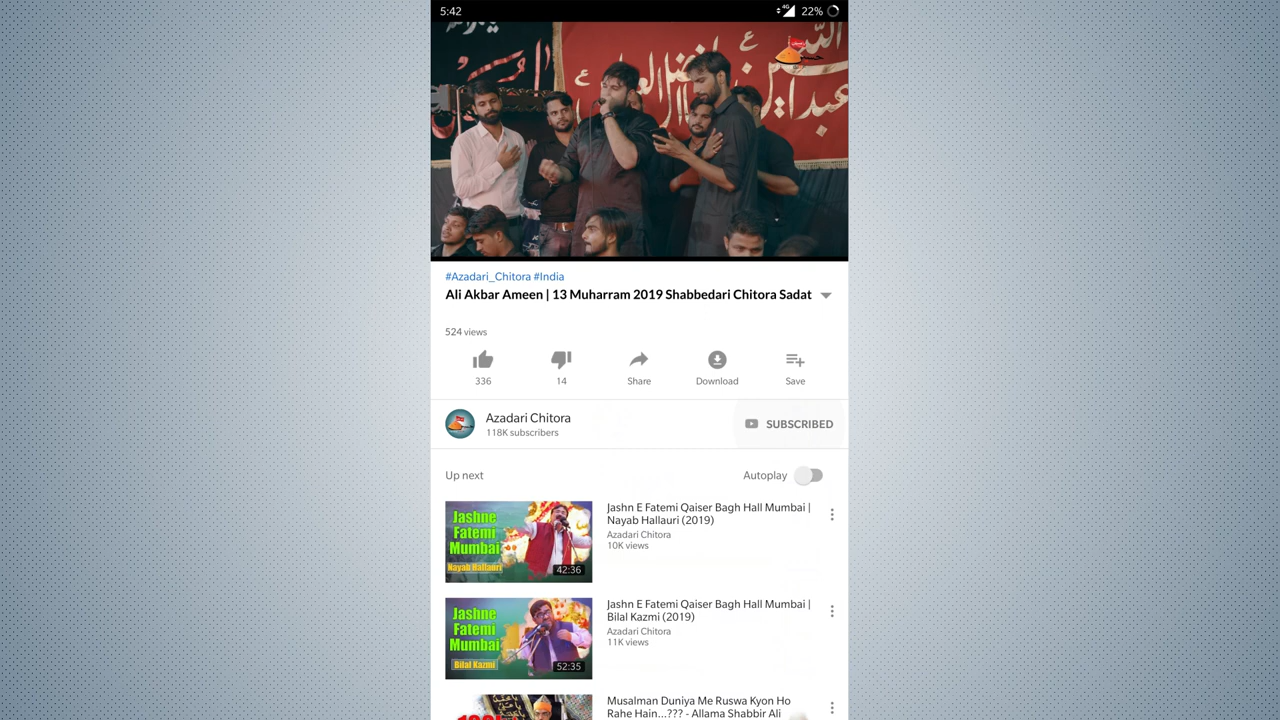 5:42
4G
22%
#Azadari_Chitora #India
Ali Akbar Ameen | 13 Muharram 2019 Shabbedari Chitora Sadat
524 views
336
14
Share
Download
Save
Azadari Chitora
118K subscribers
SUBSCRIBED
Up next
Autoplay
Jashne
Fatemi
Mumbai
Nayab Hallauri
42:36
Jashn E Fatemi Qaiser Bagh Hall Mumbai |
Nayab Hallauri (2019)
Azadari Chitora
10K views
Jashne
Fatemi
Mumbai
Bilal Kazmi
52:35
Jashn E Fatemi Qaiser Bagh Hall Mumbai |
Bilal Kazmi (2019)
Azadari Chitora
11K views
Musalman Duniya Me Ruswa Kyon Ho
Rahe Hain...??? - Allama Shabbir Ali